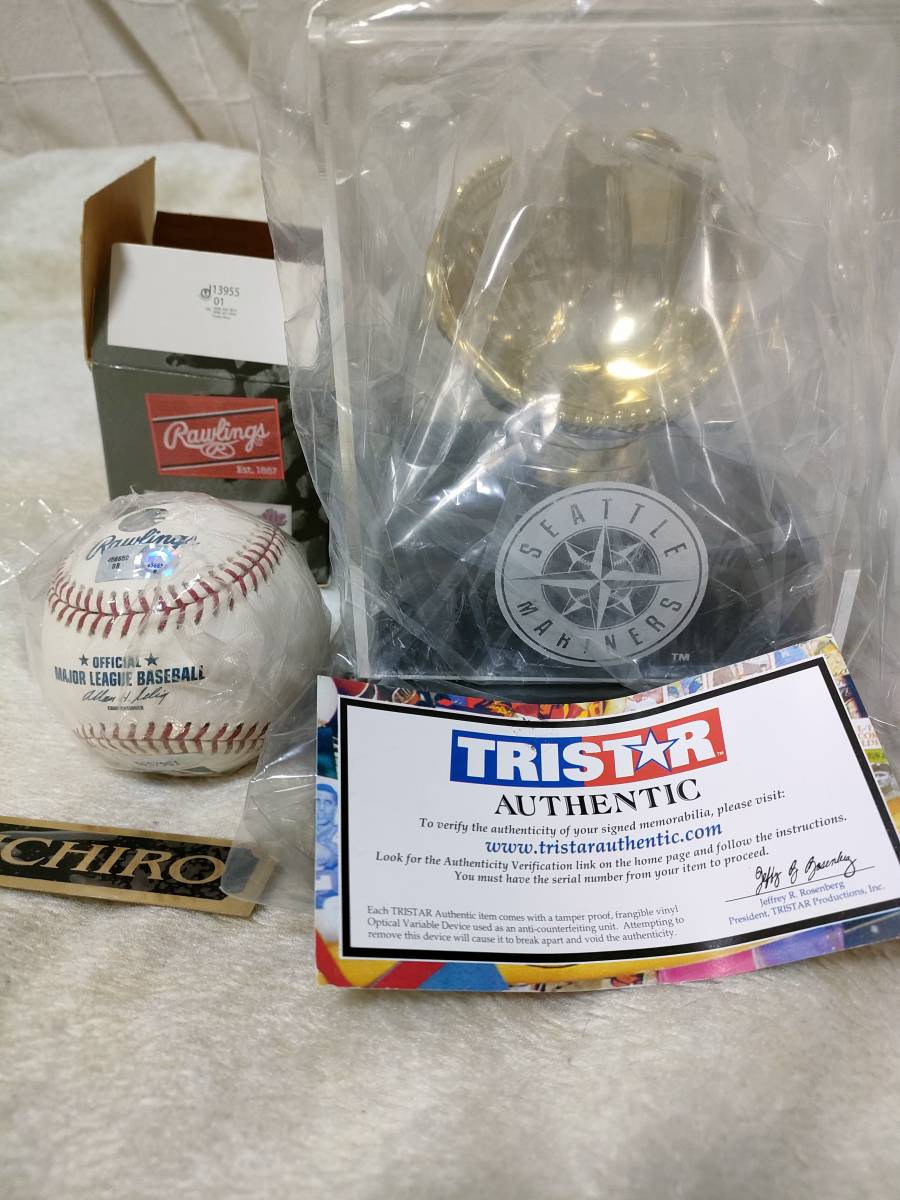 13955
01
Rawlings
Est. 1887
Rawlings
OFFICIAL
MAJOR LEAGUE BASEBALL
Allan H. Selig
SEATTLE
MARINERS
TM
CHIRO
TRISTAR
AUTHENTIC
To verify the authenticity of your signed memorabilia, please visit:
www.tristarauthentic.com
Look for the Authenticity Verification link on the home page and follow the instructions.
You must have the serial number from your item to proceed.
Jeffrey R. Rosenberg
President, TRISTAR Productions, Inc.
Each TRISTAR Authentic item comes with a tamper proof, frangible vinyl
Optical Variable Device used as an anti-counterfeiting unit. Attempting to
remove this device will cause it to break apart and void the authenticity.